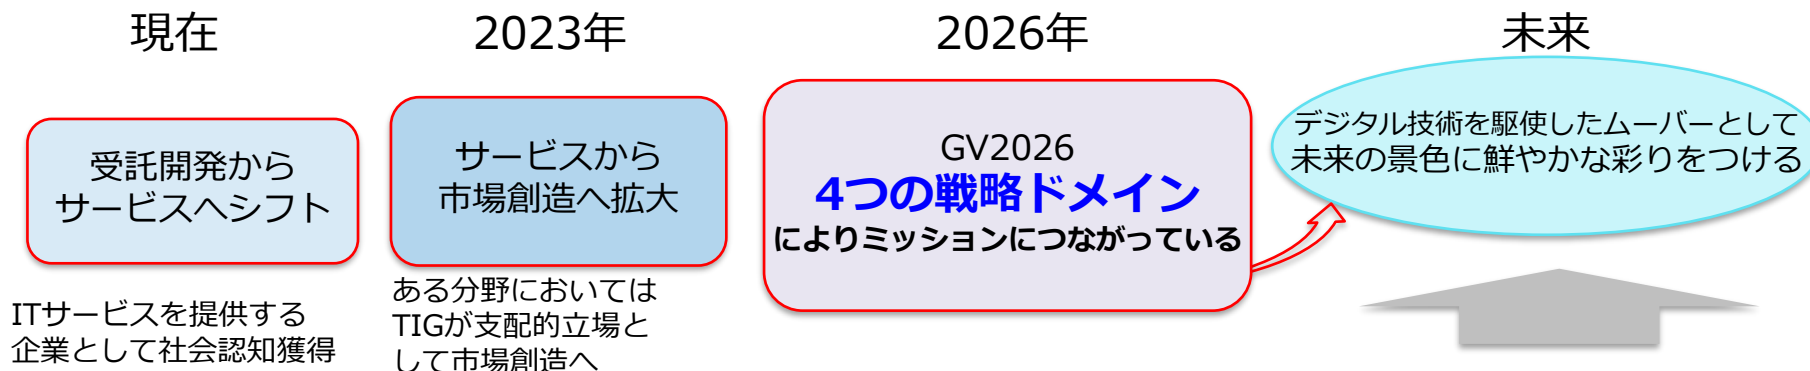 現在
2023年
2026年
未来
受託開発から
サービスへシフト
サービスから
市場創造へ拡大
GV2026
4つの戦略ドメイン
によりミッションにつながっている
デジタル技術を駆使したムーバーとして
未来の景色に鮮やかな彩りをつける
ITサービスを提供する
企業として社会認知獲得
ある分野においては
TIGが支配的立場と
して市場創造へ